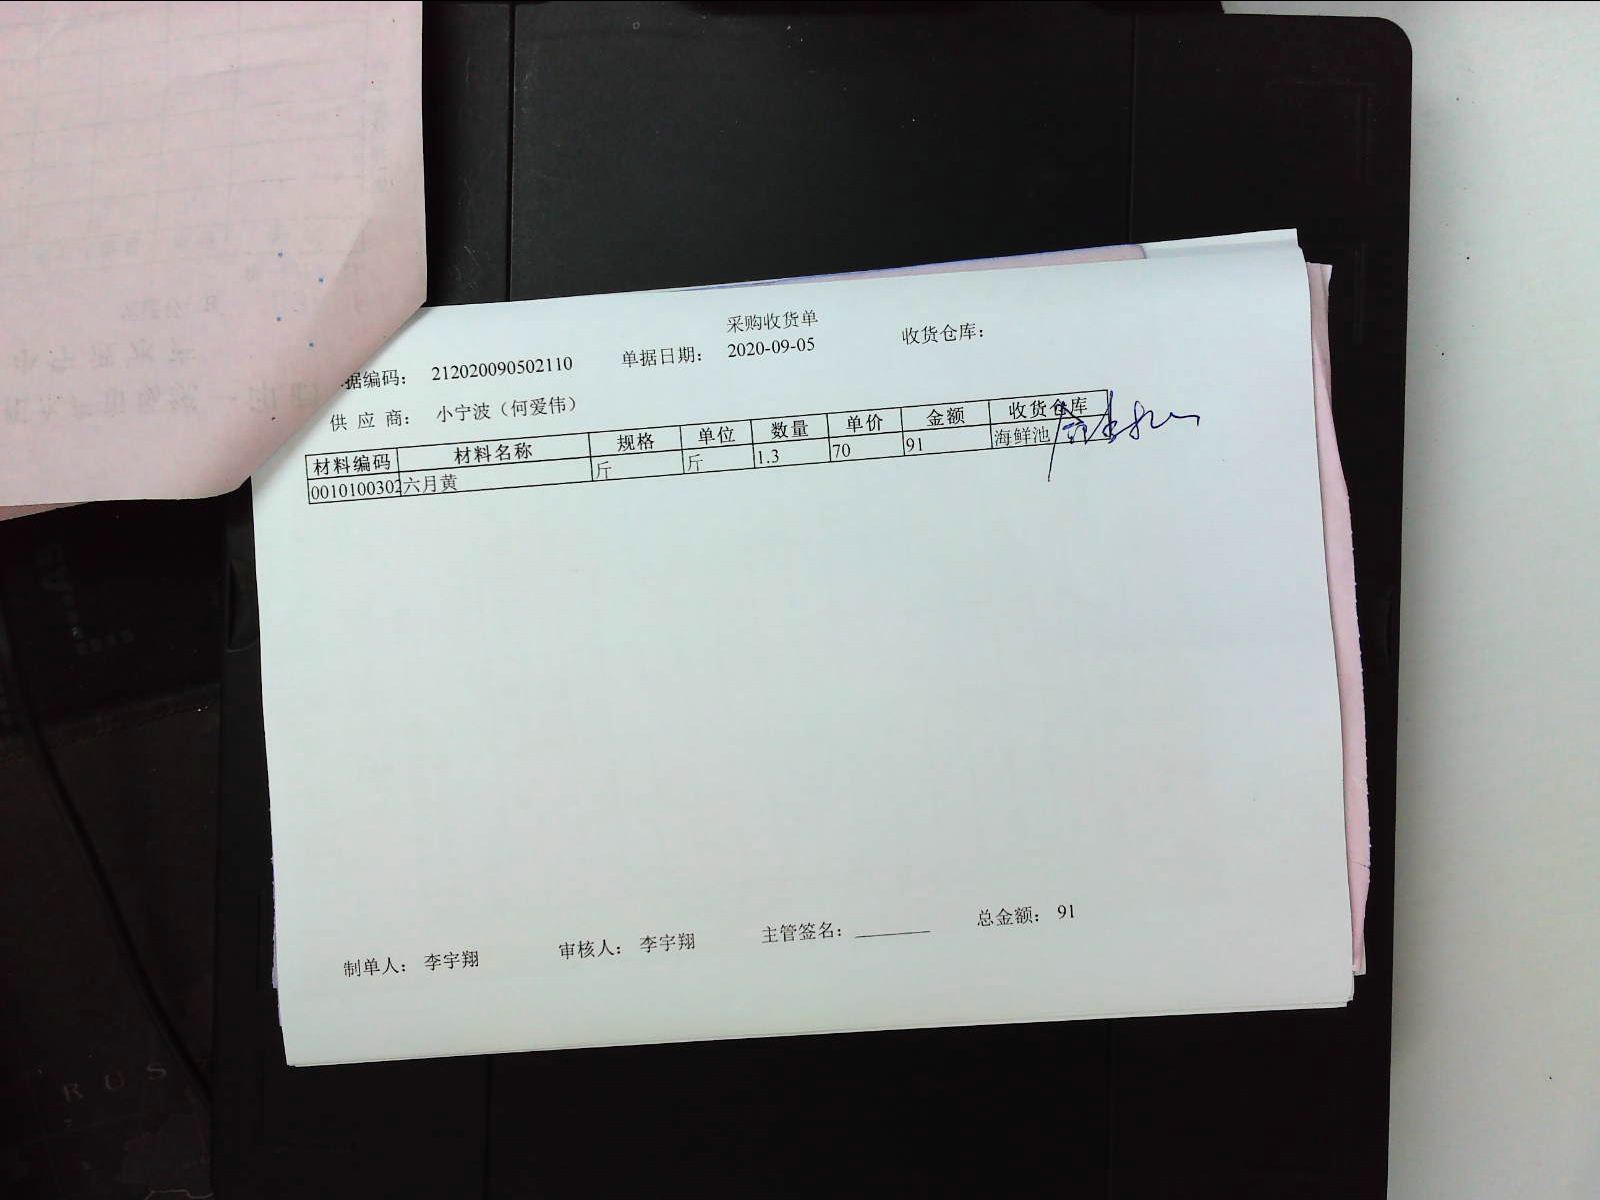 采购收货单
据编码： 212020090502110 单据日期： 2020-09-05 收货仓库：
供 应 商： 小宁波（何爱伟）
材料编码 材料名称 规格 单位 数量 单价 金额 收货仓库
0010100302 六月黄 斤 斤 1.3 70 91 海鲜池
制单人： 李宇翔 审核人： 李宇翔 主管签名： 总金额： 91
RUS